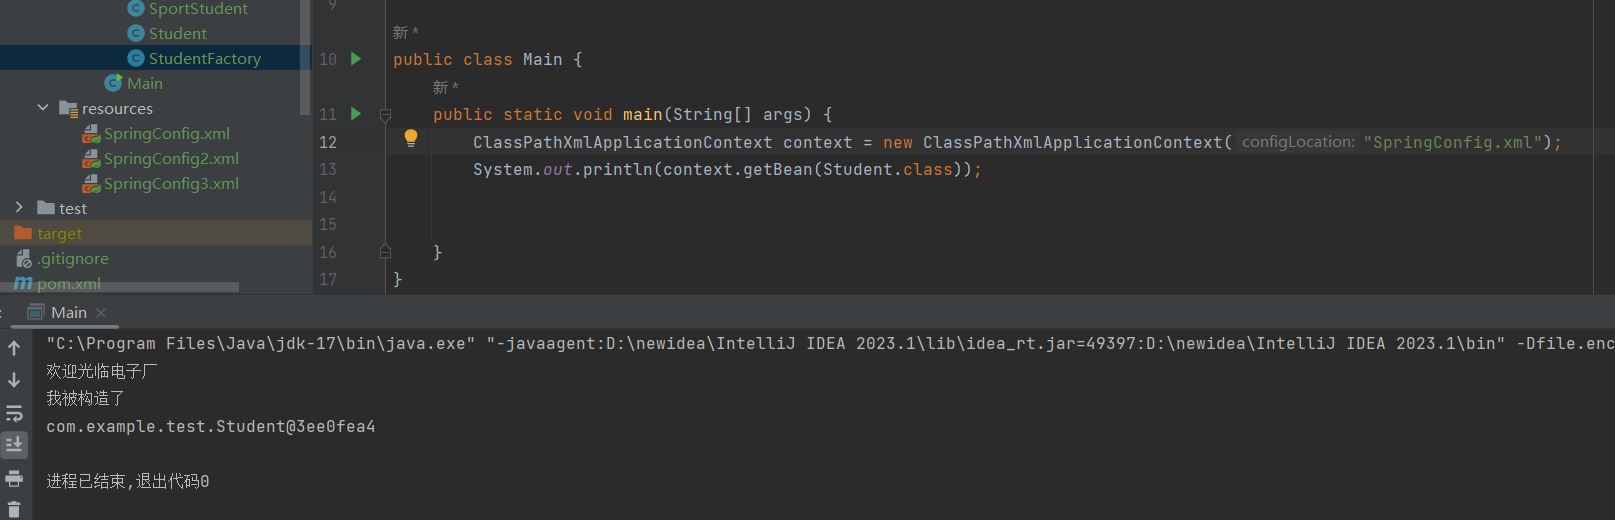 SportStudent
Student
StudentFactory
Main
resources
SpringConfig.xml
SpringConfig2.xml
SpringConfig3.xml
test
target
.gitignore
pom.xml
9
新 *
10 public class Main {
新 *
11 public static void main(String[] args) {
12 ClassPathXmlApplicationContext context = new ClassPathXmlApplicationContext( configLocation: "SpringConfig.xml");
13 System.out.println(context.getBean(Student.class));
14
15
16 }
17 }
Main
"C:\Program Files\Java\jdk-17\bin\java.exe" "-javaagent:D:\newidea\IntelliJ IDEA 2023.1\lib\idea_rt.jar=49397:D:\newidea\IntelliJ IDEA 2023.1\bin" -Dfile.enc
欢迎光临电子厂
我被构造了
com.example.test.Student@3ee0fea4
进程已结束,退出代码0